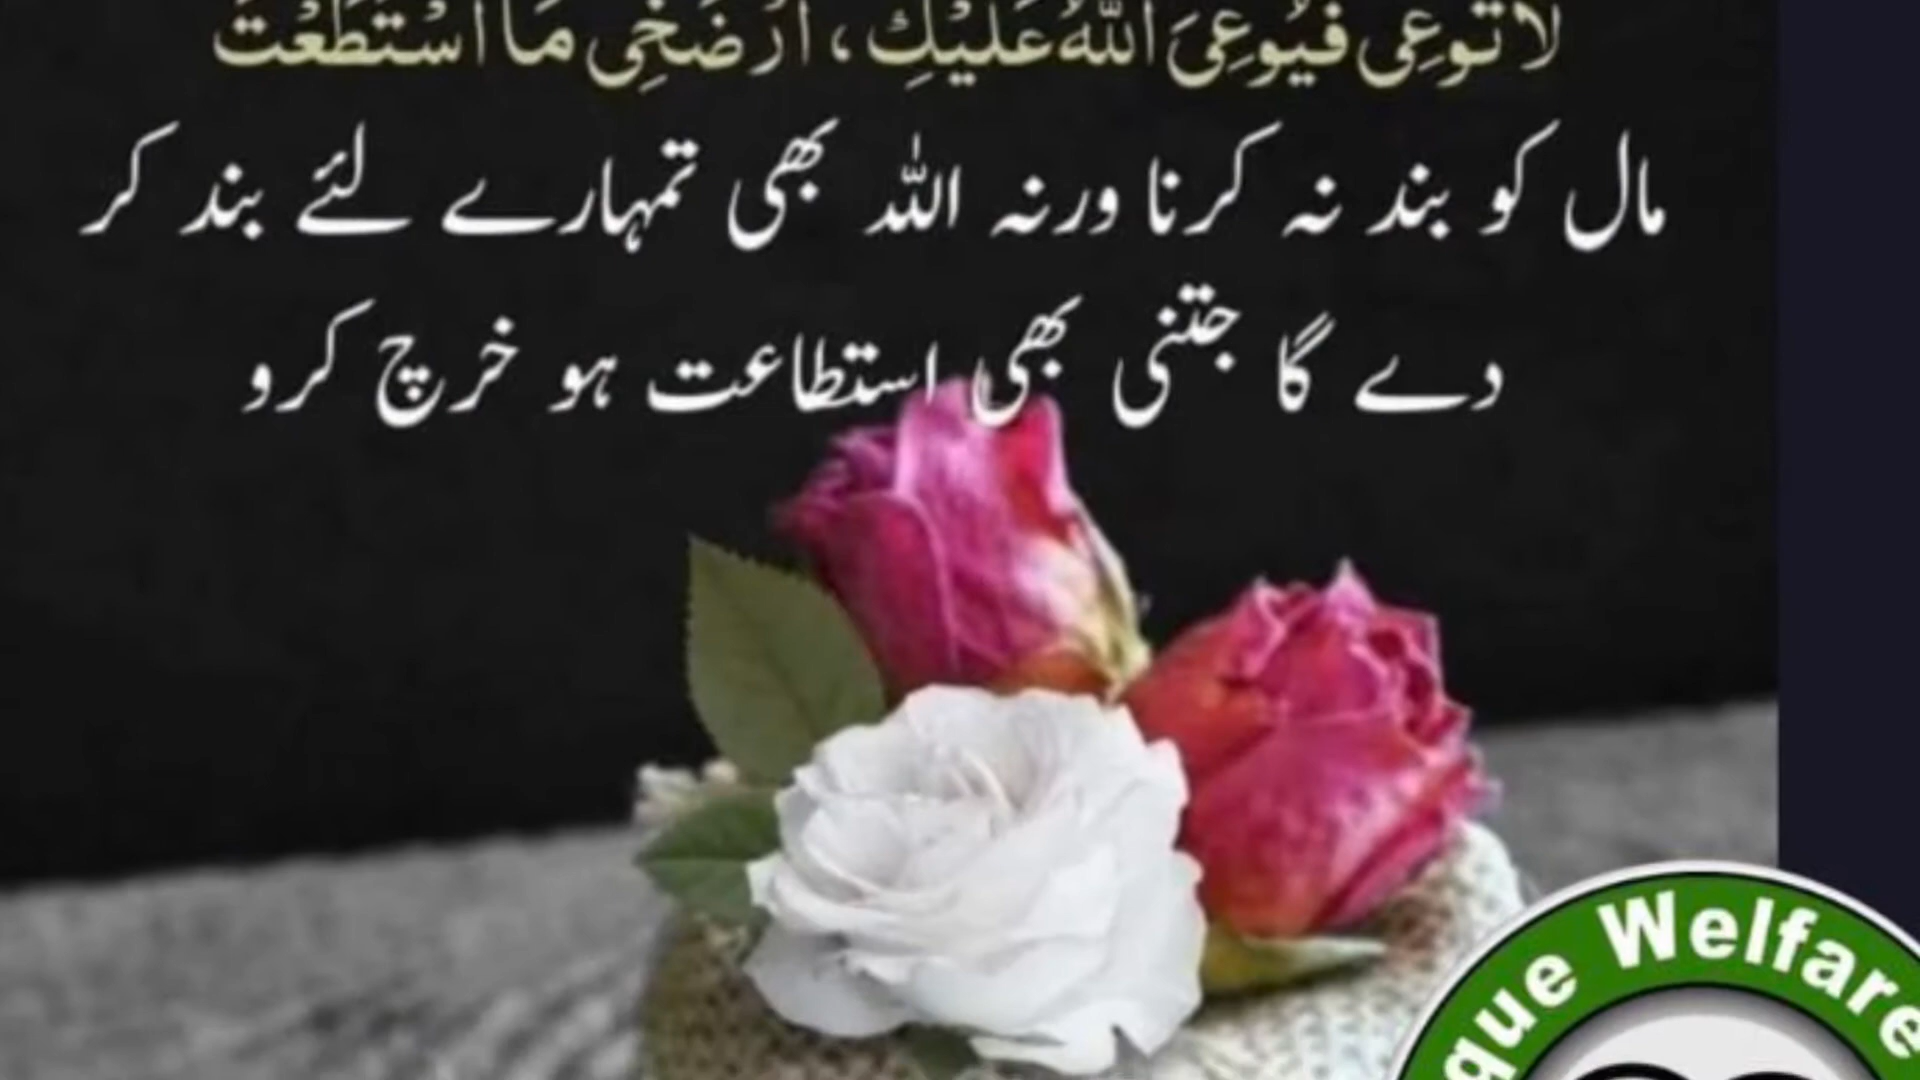 لَا تُوعِي فَيُوعِيَ اللّٰهُ عَلَيْكِ، ارْضَخِي مَا اسْتَطَعْتِ
مال کو بند نہ کرنا ورنہ اللہ بھی تمہارے لئے بند کر
دے گا جتنی بھی استطاعت ہو خرچ کرو
Welfare